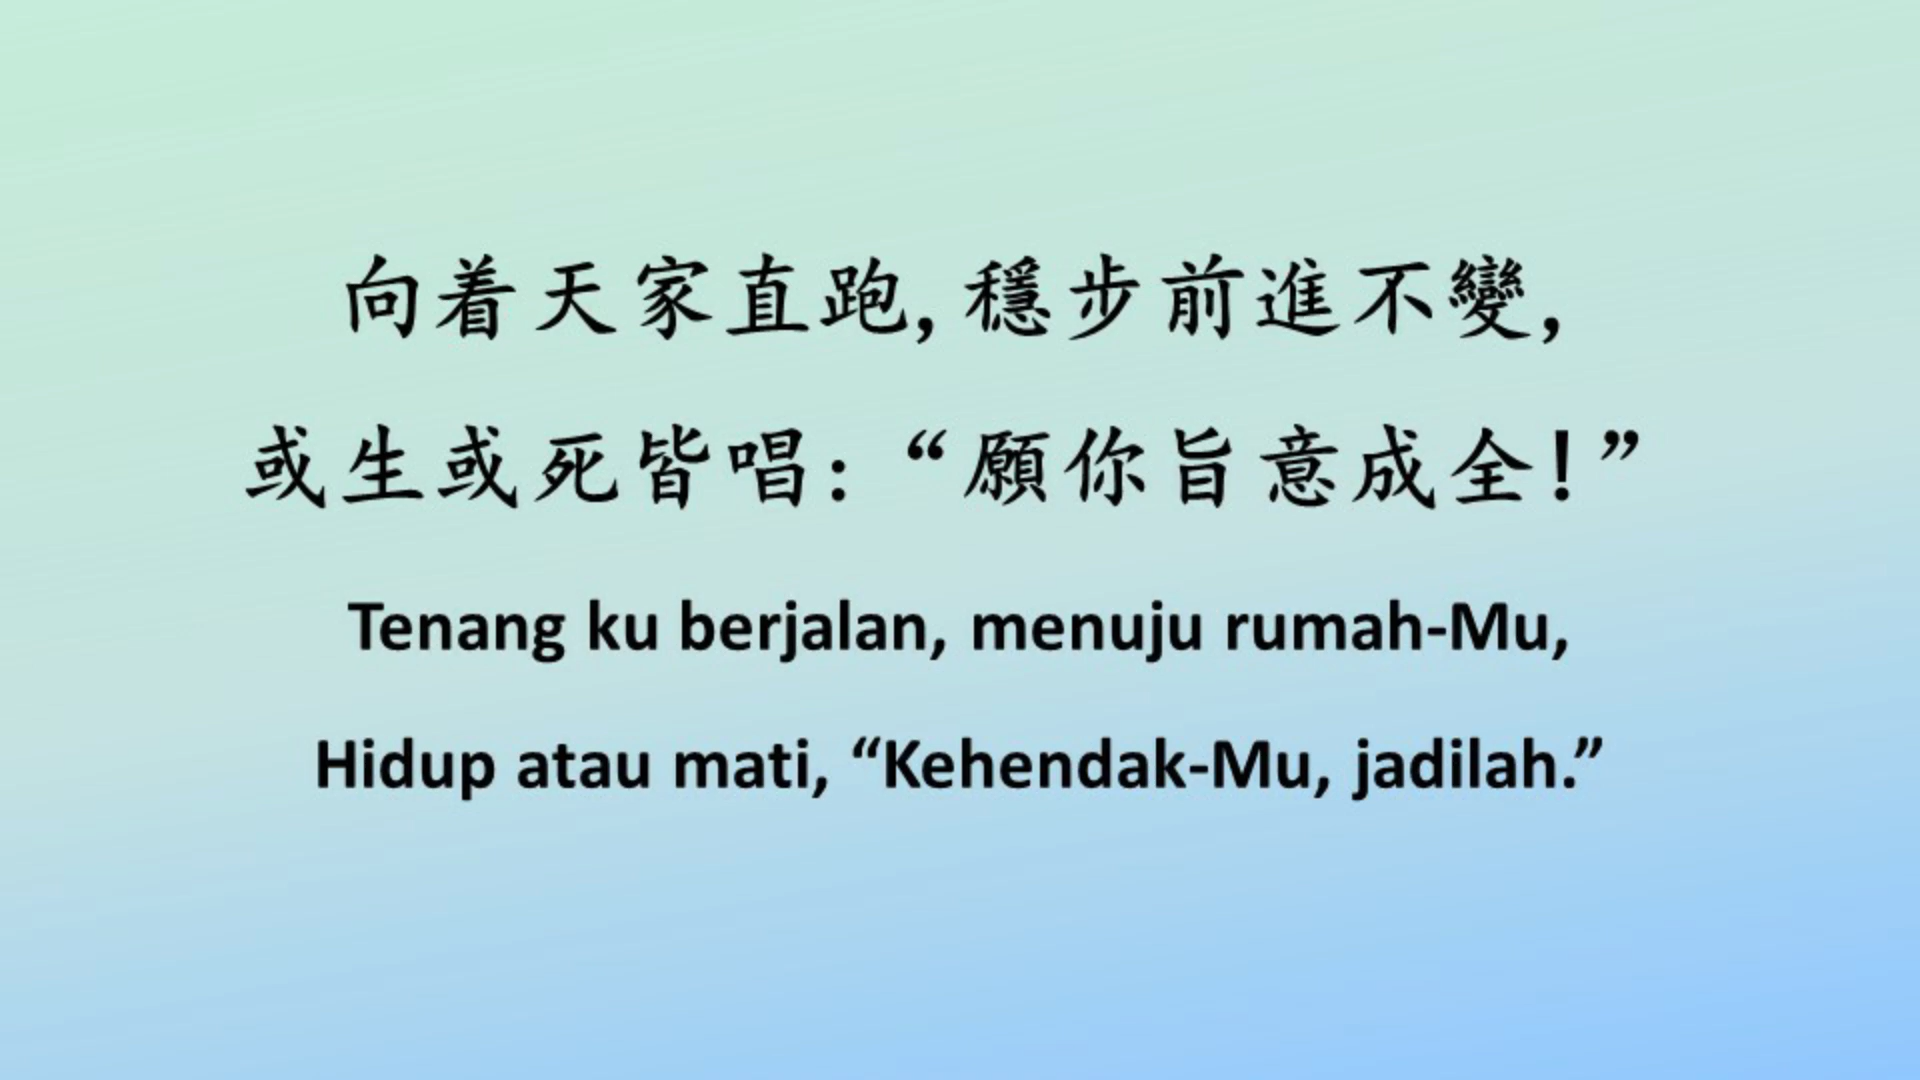 向着天家直跑,穩步前進不變,
或生或死皆唱:“願你旨意成全!”
Tenang ku berjalan, menuju rumah-Mu,
Hidup atau mati, “Kehendak-Mu, jadilah.”